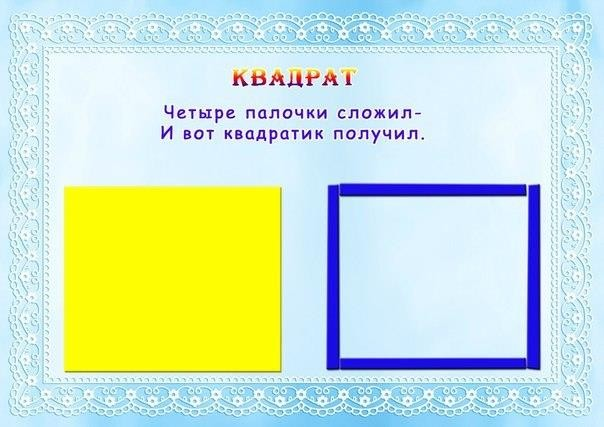 КВАДРАТ
Четыре палочки сложил-
И вот квадратик получил.